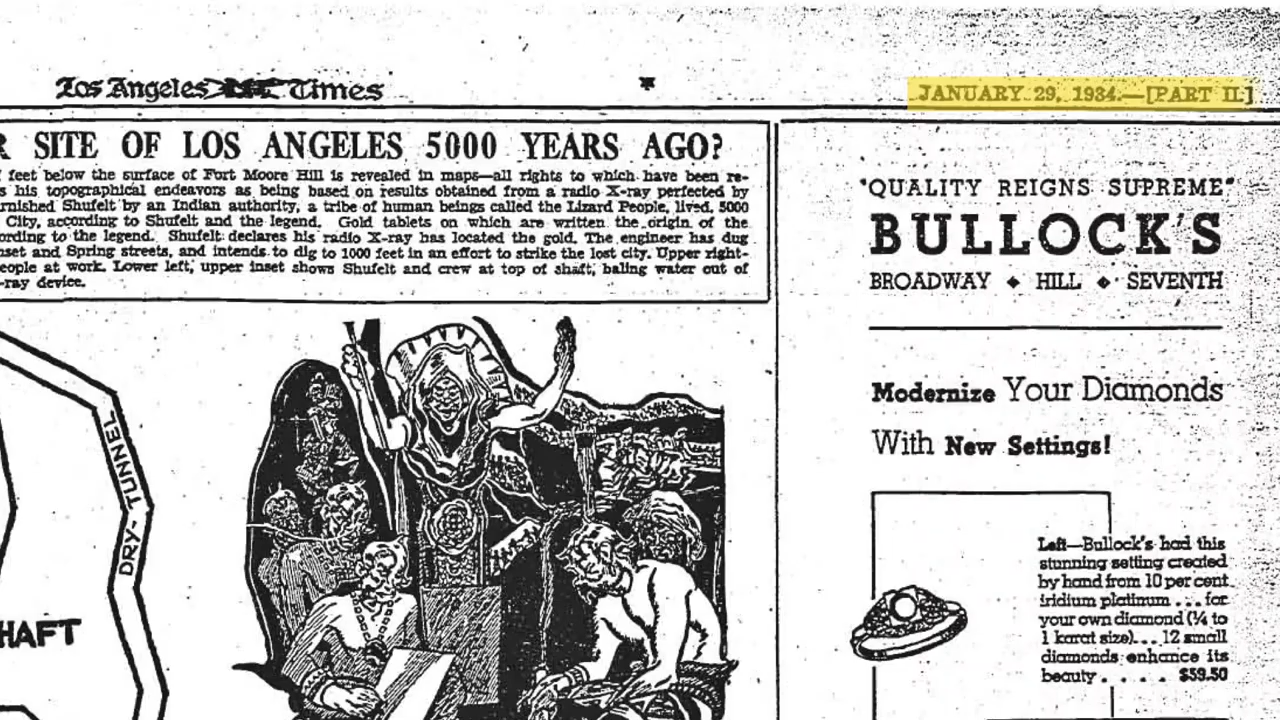 Los Angeles Times
JANUARY 29, 1934.—[PART II.]
R SITE OF LOS ANGELES 5000 YEARS AGO?
feet below the surface of Fort Moore Hill is revealed in maps—all rights to which have been re-
s his topographical endeavors as being based on results obtained from a radio X-ray perfected by
rnished Shufelt by an Indian authority, a tribe of human beings called the Lizard People, lived, 5000
City, according to Shufelt and the legend. Gold tablets on which are written the origin of the
ording to the legend. Shufelt declares his radio X-ray has located the gold. The engineer has dug
nset and Spring streets, and intends to dig to 1000 feet in an effort to strike the lost city. Upper right-
eople at work. Lower left, upper inset shows Shufelt and crew at top of shaft, baling water out of
-ray device.
DRY-TUNNEL
HAFT
"QUALITY REIGNS SUPREME"
BULLOCK'S
BROADWAY ◆ HILL ◆ SEVENTH
Modernize Your Diamonds
With New Settings!
Left—Bullock's had this
stunning setting created
by hand from 10 per cent
iridium platinum . . . for
your own diamond (¼ to
1 karat size) . . . 12 small
diamonds enhance its
beauty . . . . $59.50